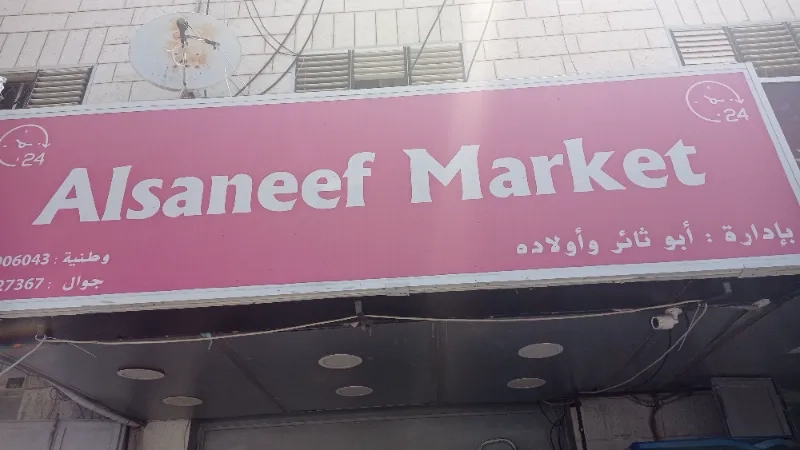 24
24
Alsaneef Market
بإدارة : أبو ثائر وأولاده
وطنية : 006043
جوال : 27367